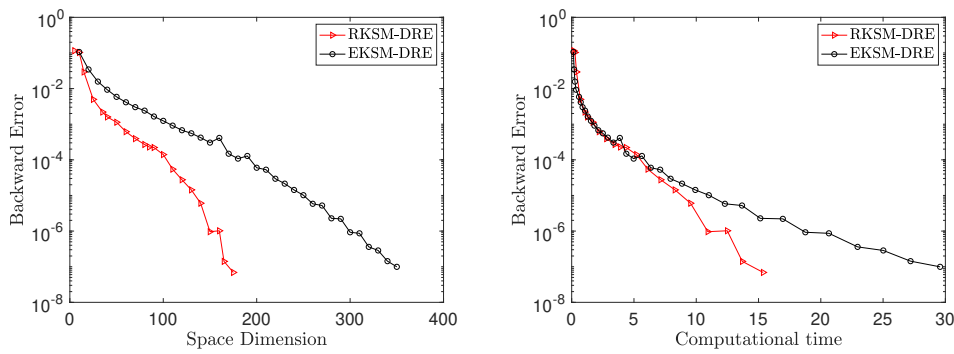 10^0
10^-2
10^-4
10^-6
10^-8
Backward Error
0 100 200 300 400
Space Dimension
RKSM-DRE
EKSM-DRE
10^0
10^-2
10^-4
10^-6
10^-8
Backward Error
0 5 10 15 20 25 30
Computational time
RKSM-DRE
EKSM-DRE